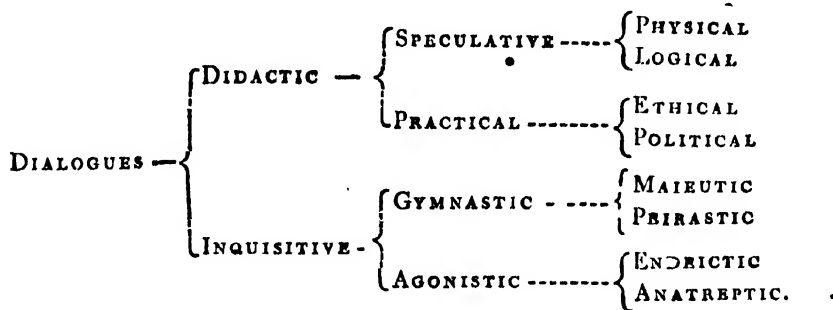 SPECULATIVE
PHYSICAL
LOGICAL
DIDACTIC
PRACTICAL
ETHICAL
POLITICAL
DIALOGUES
GYMNASTIC
MAIEUTIC
PEIRASTIC
INQUISITIVE
AGONISTIC
ENDEICTIC
ANATREPTIC.